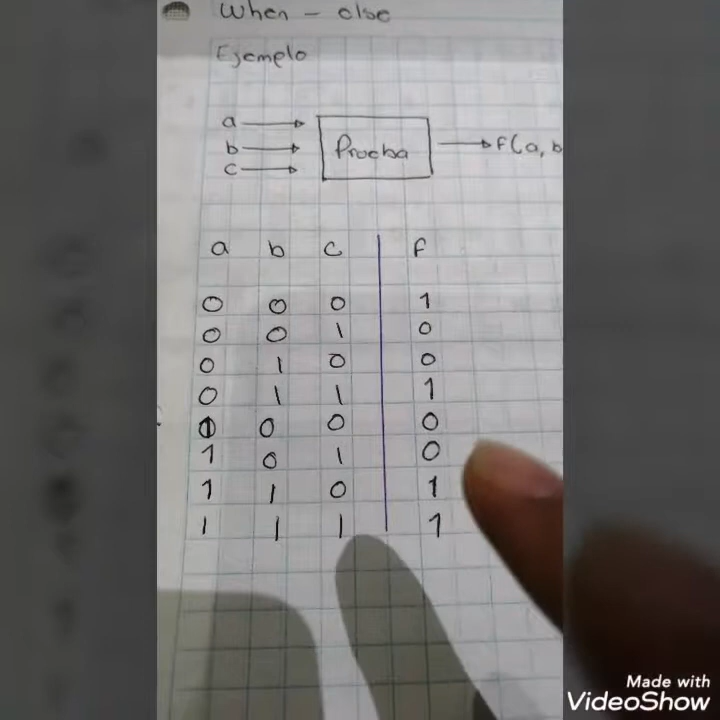 When - else
Ejemplo
a
b
c
Prueba
F(a, b
a b c F
0 0 0 1
0 0 1 0
0 1 0 0
0 1 1 1
1 0 0 0
1 0 1 0
1 1 0 1
1 1 1 1
Made with
VideoShow